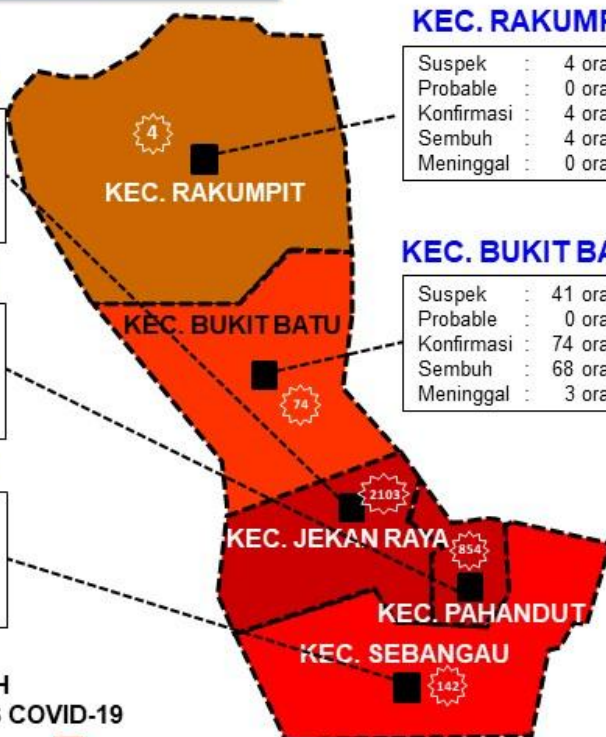 KEC. RAKUMP
Suspek : 4 ora
Probable : 0 ora
Konfirmasi : 4 ora
Sembuh : 4 ora
Meninggal : 0 ora
4
KEC. RAKUMPIT
KEC. BUKIT BA
Suspek : 41 ora
Probable : 0 ora
Konfirmasi : 74 ora
Sembuh : 68 ora
Meninggal : 3 ora
KEC. BUKIT BATU
74
2103
KEC. JEKAN RAYA
854
KEC. PAHANDUT
KEC. SEBANGAU
142
H
COVID-19